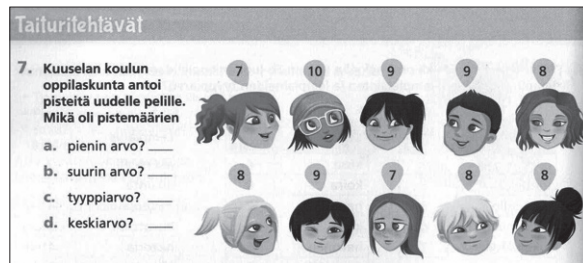 Taituritehtävät
7. Kuuselan koulun
oppilaskunta antoi
pisteitä uudelle pelille.
Mikä oli pistemäärien
a. pienin arvo? ____
b. suurin arvo? ____
c. tyyppiarvo? ____
d. keskiarvo? ____
7 10 9 9 8
8 9 7 8 8